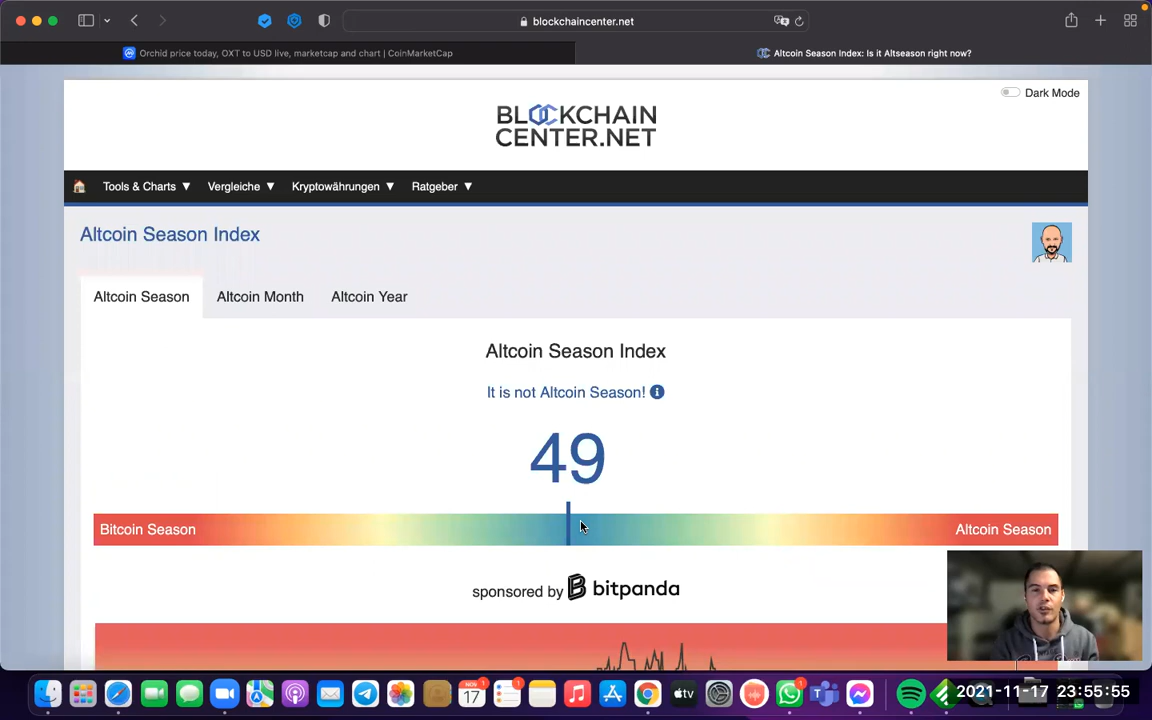 blockchaincenter.net
Orchid price today, OXT to USD live, marketcap and chart | CoinMarketCap
Altcoin Season Index: Is it Altseason right now?
Dark Mode
BLOCKCHAIN
CENTER.NET
Tools & Charts ▼ Vergleiche ▼ Kryptowährungen ▼ Ratgeber ▼
Altcoin Season Index
Altcoin Season Altcoin Month Altcoin Year
Altcoin Season Index
It is not Altcoin Season!
49
Bitcoin Season Altcoin Season
sponsored by bitpanda
NOV
17
tv
2021-11-17 23:55:55